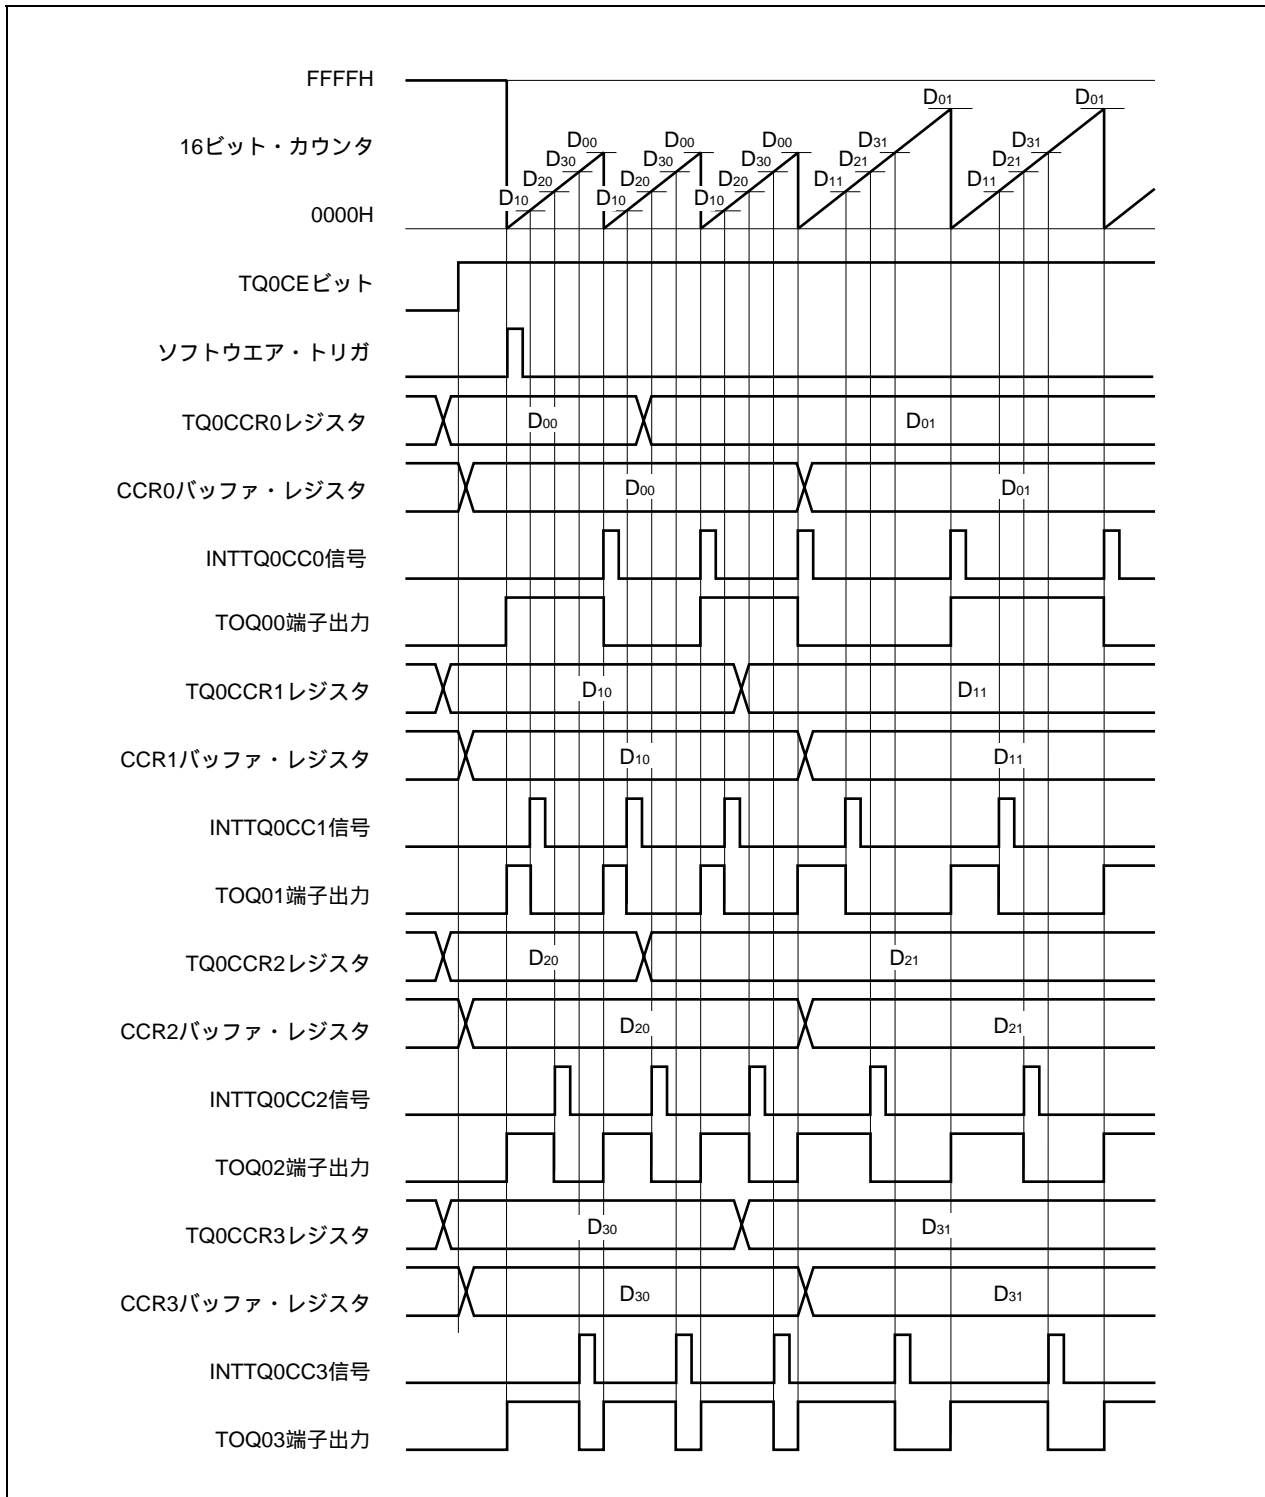 FFFFH
D01 D01
16ビット・カウンタ
D00 D00 D00 D31 D31
D30 D30 D30 D21 D21
D20 D20 D20 D11 D11
D10 D10 D10
0000H
TQ0CEビット
ソフトウエア・トリガ
TQ0CCR0レジスタ D00 D01
CCR0バッファ・レジスタ D00 D01
INTTQ0CC0信号
TOQ00端子出力
TQ0CCR1レジスタ D10 D11
CCR1バッファ・レジスタ D10 D11
INTTQ0CC1信号
TOQ01端子出力
TQ0CCR2レジスタ D20 D21
CCR2バッファ・レジスタ D20 D21
INTTQ0CC2信号
TOQ02端子出力
TQ0CCR3レジスタ D30 D31
CCR3バッファ・レジスタ D30 D31
INTTQ0CC3信号
TOQ03端子出力